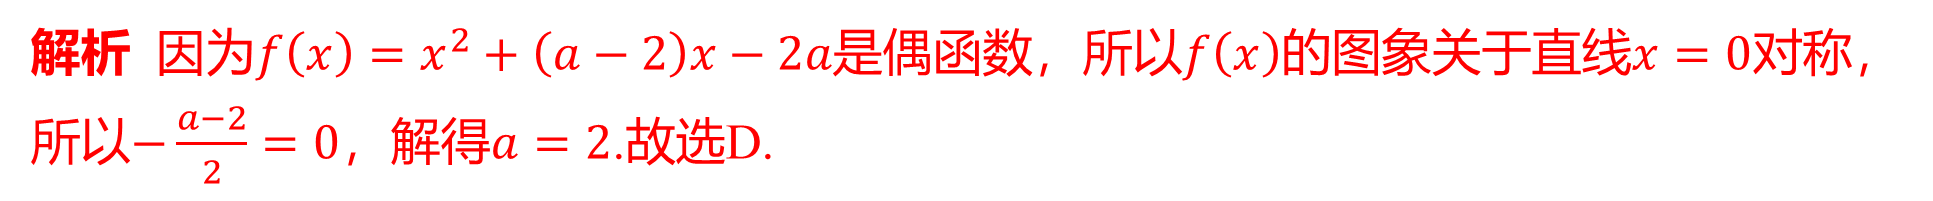 解析 因为f(x) = x² + (a − 2)x − 2a是偶函数，所以f(x)的图象关于直线x = 0对称，
所以−\frac{a−2}{2} = 0，解得a = 2.故选D.